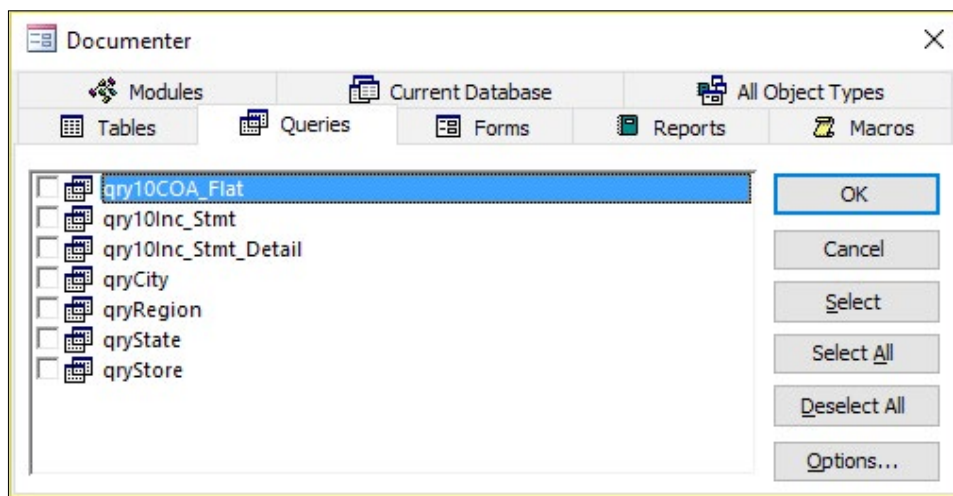 Documenter
Modules
Current Database
All Object Types
Tables
Queries
Forms
Reports
Macros
qry10COA_Flat
qry10Inc_Stmt
qry10Inc_Stmt_Detail
qryCity
qryRegion
qryState
qryStore
OK
Cancel
Select
Select All
Deselect All
Options...